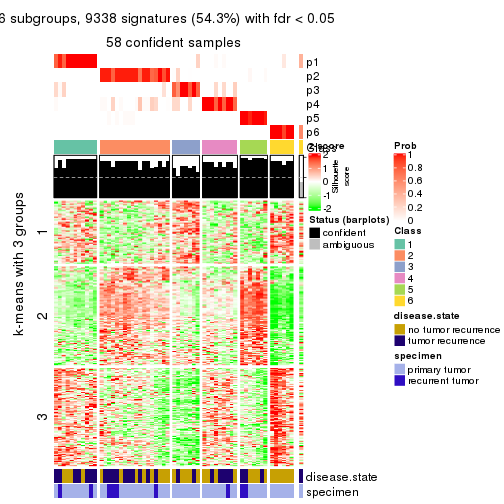 6 subgroups, 9338 signatures (54.3%) with fdr < 0.05
58 confident samples
p1
p2
p3
p4
p5
p6
Class
z-score
2
1
0
-1
-2
Silhouette
score
Prob
1
0.8
0.6
0.4
0.2
0
Status (barplots)
confident
ambiguous
Class
1
2
3
4
5
6
disease.state
no tumor recurrence
tumor recurrence
specimen
primary tumor
recurrent tumor
k-means with 3 groups
1
2
3
disease.state
specimen